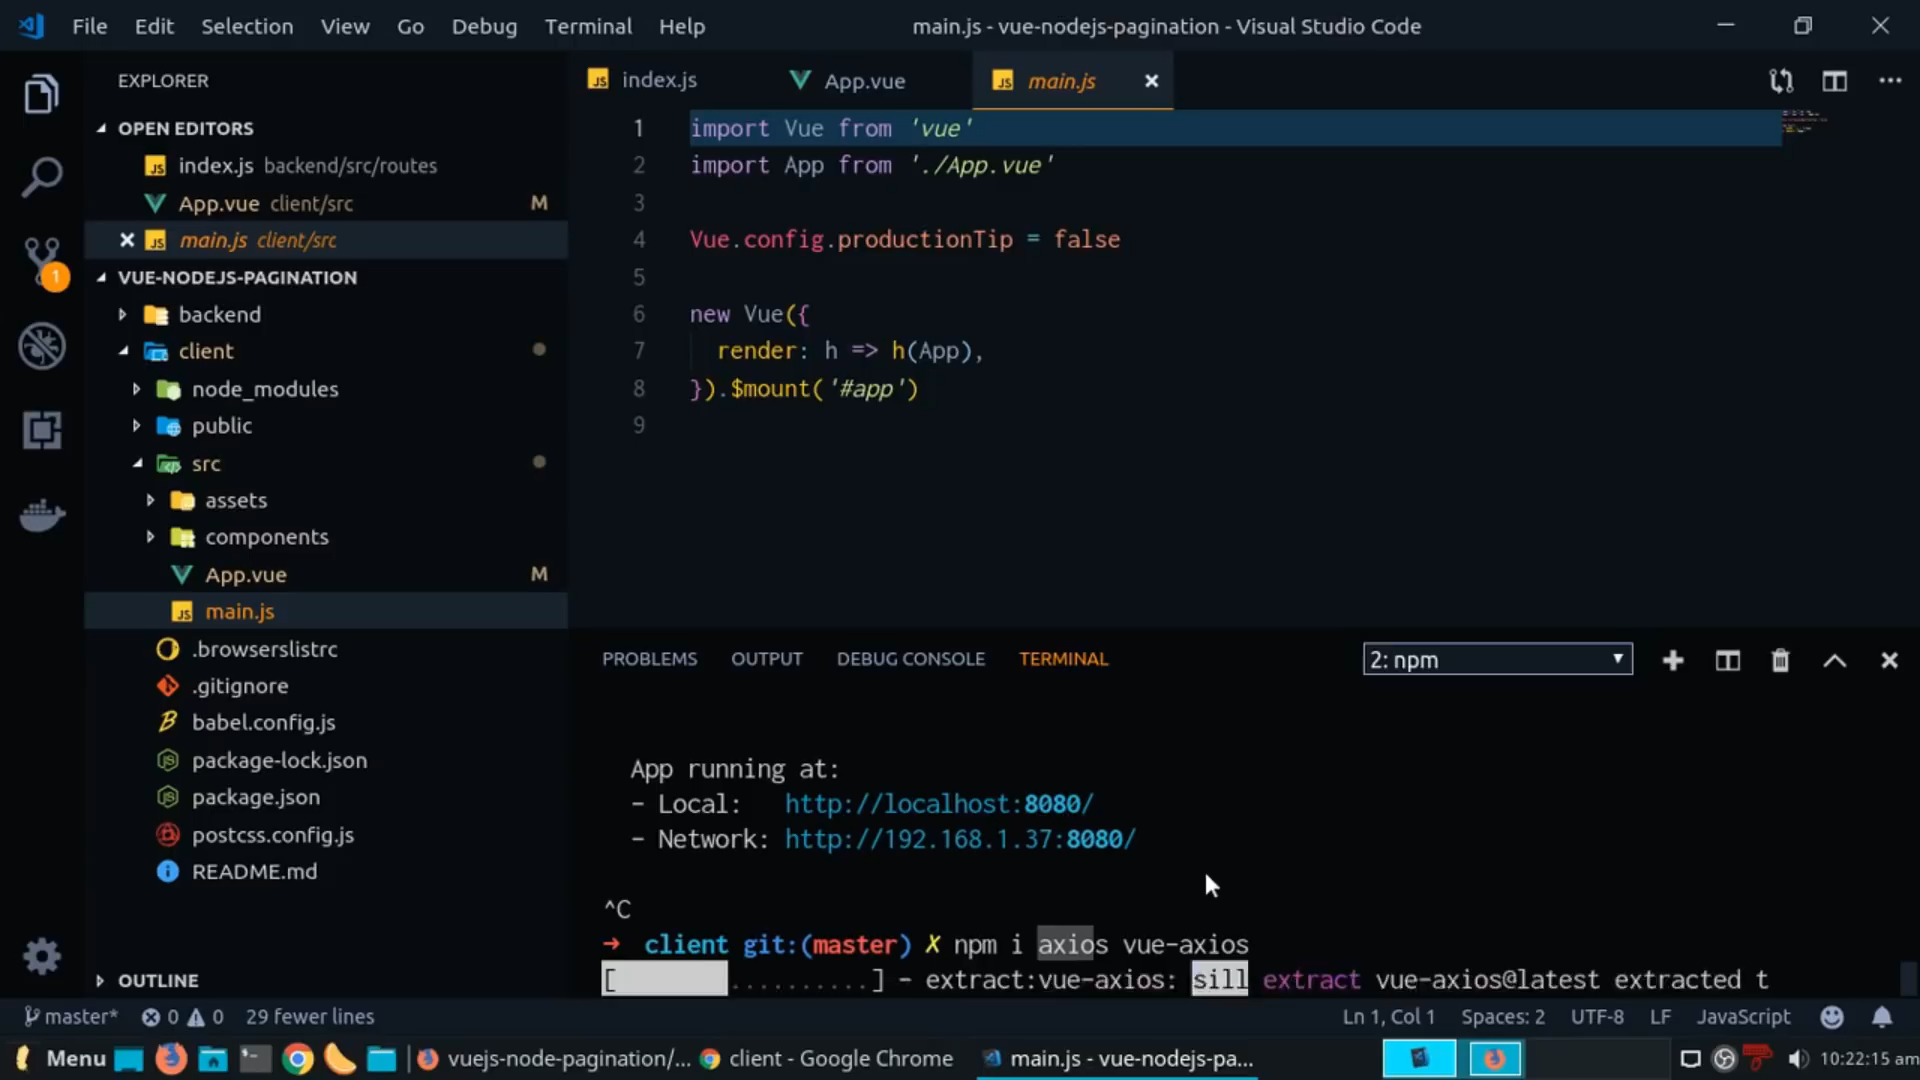 File Edit Selection View Go Debug Terminal Help main.js - vue-nodejs-pagination - Visual Studio Code
EXPLORER
OPEN EDITORS
index.js backend/src/routes
App.vue client/src M
main.js client/src
VUE-NODEJS-PAGINATION
backend
client
node_modules
public
src
assets
components
App.vue M
main.js
.browserslistrc
.gitignore
babel.config.js
package-lock.json
package.json
postcss.config.js
README.md
OUTLINE
1
index.js App.vue main.js
1 import Vue from 'vue'
2 import App from './App.vue'
3
4 Vue.config.productionTip = false
5
6 new Vue({
7 render: h => h(App),
8 }).$mount('#app')
9
PROBLEMS OUTPUT DEBUG CONSOLE TERMINAL 2: npm
App running at:
- Local: http://localhost:8080/
- Network: http://192.168.1.37:8080/
^C
➜ client git:(master) ✗ npm i axios vue-axios
[ ..........] - extract:vue-axios: sill extract vue-axios@latest extracted t
master* 0 0 29 fewer lines Ln 1, Col 1 Spaces: 2 UTF-8 LF JavaScript
Menu vuejs-node-pagination/... client - Google Chrome main.js - vue-nodejs-pa... 10:22:15 am